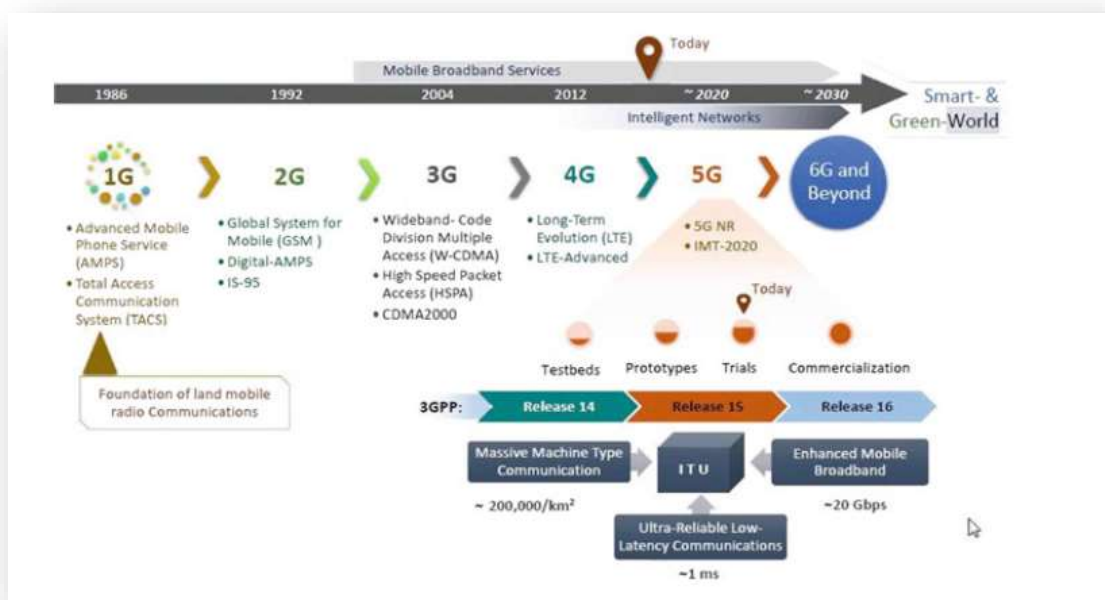 Today
Mobile Broadband Services
1986 1992 2004 2012 ~2020 ~2030
Smart- &
Green-World
Intelligent Networks
1G 2G 3G 4G 5G
6G and
Beyond
• Advanced Mobile
Phone Service
(AMPS)
• Total Access
Communication
System (TACS)
• Global System for
Mobile (GSM )
• Digital-AMPS
• IS-95
• Wideband- Code
Division Multiple
Access (W-CDMA)
• High Speed Packet
Access (HSPA)
• CDMA2000
• Long-Term
Evolution (LTE)
• LTE-Advanced
• 5G NR
• IMT-2020
Today
Testbeds Prototypes Trials Commercialization
Foundation of land mobile
radio Communications
3GPP: Release 14 Release 15 Release 16
Massive Machine Type
Communication
~ 200,000/km²
ITU
Enhanced Mobile
Broadband
~20 Gbps
Ultra-Reliable Low-
Latency Communications
~1 ms